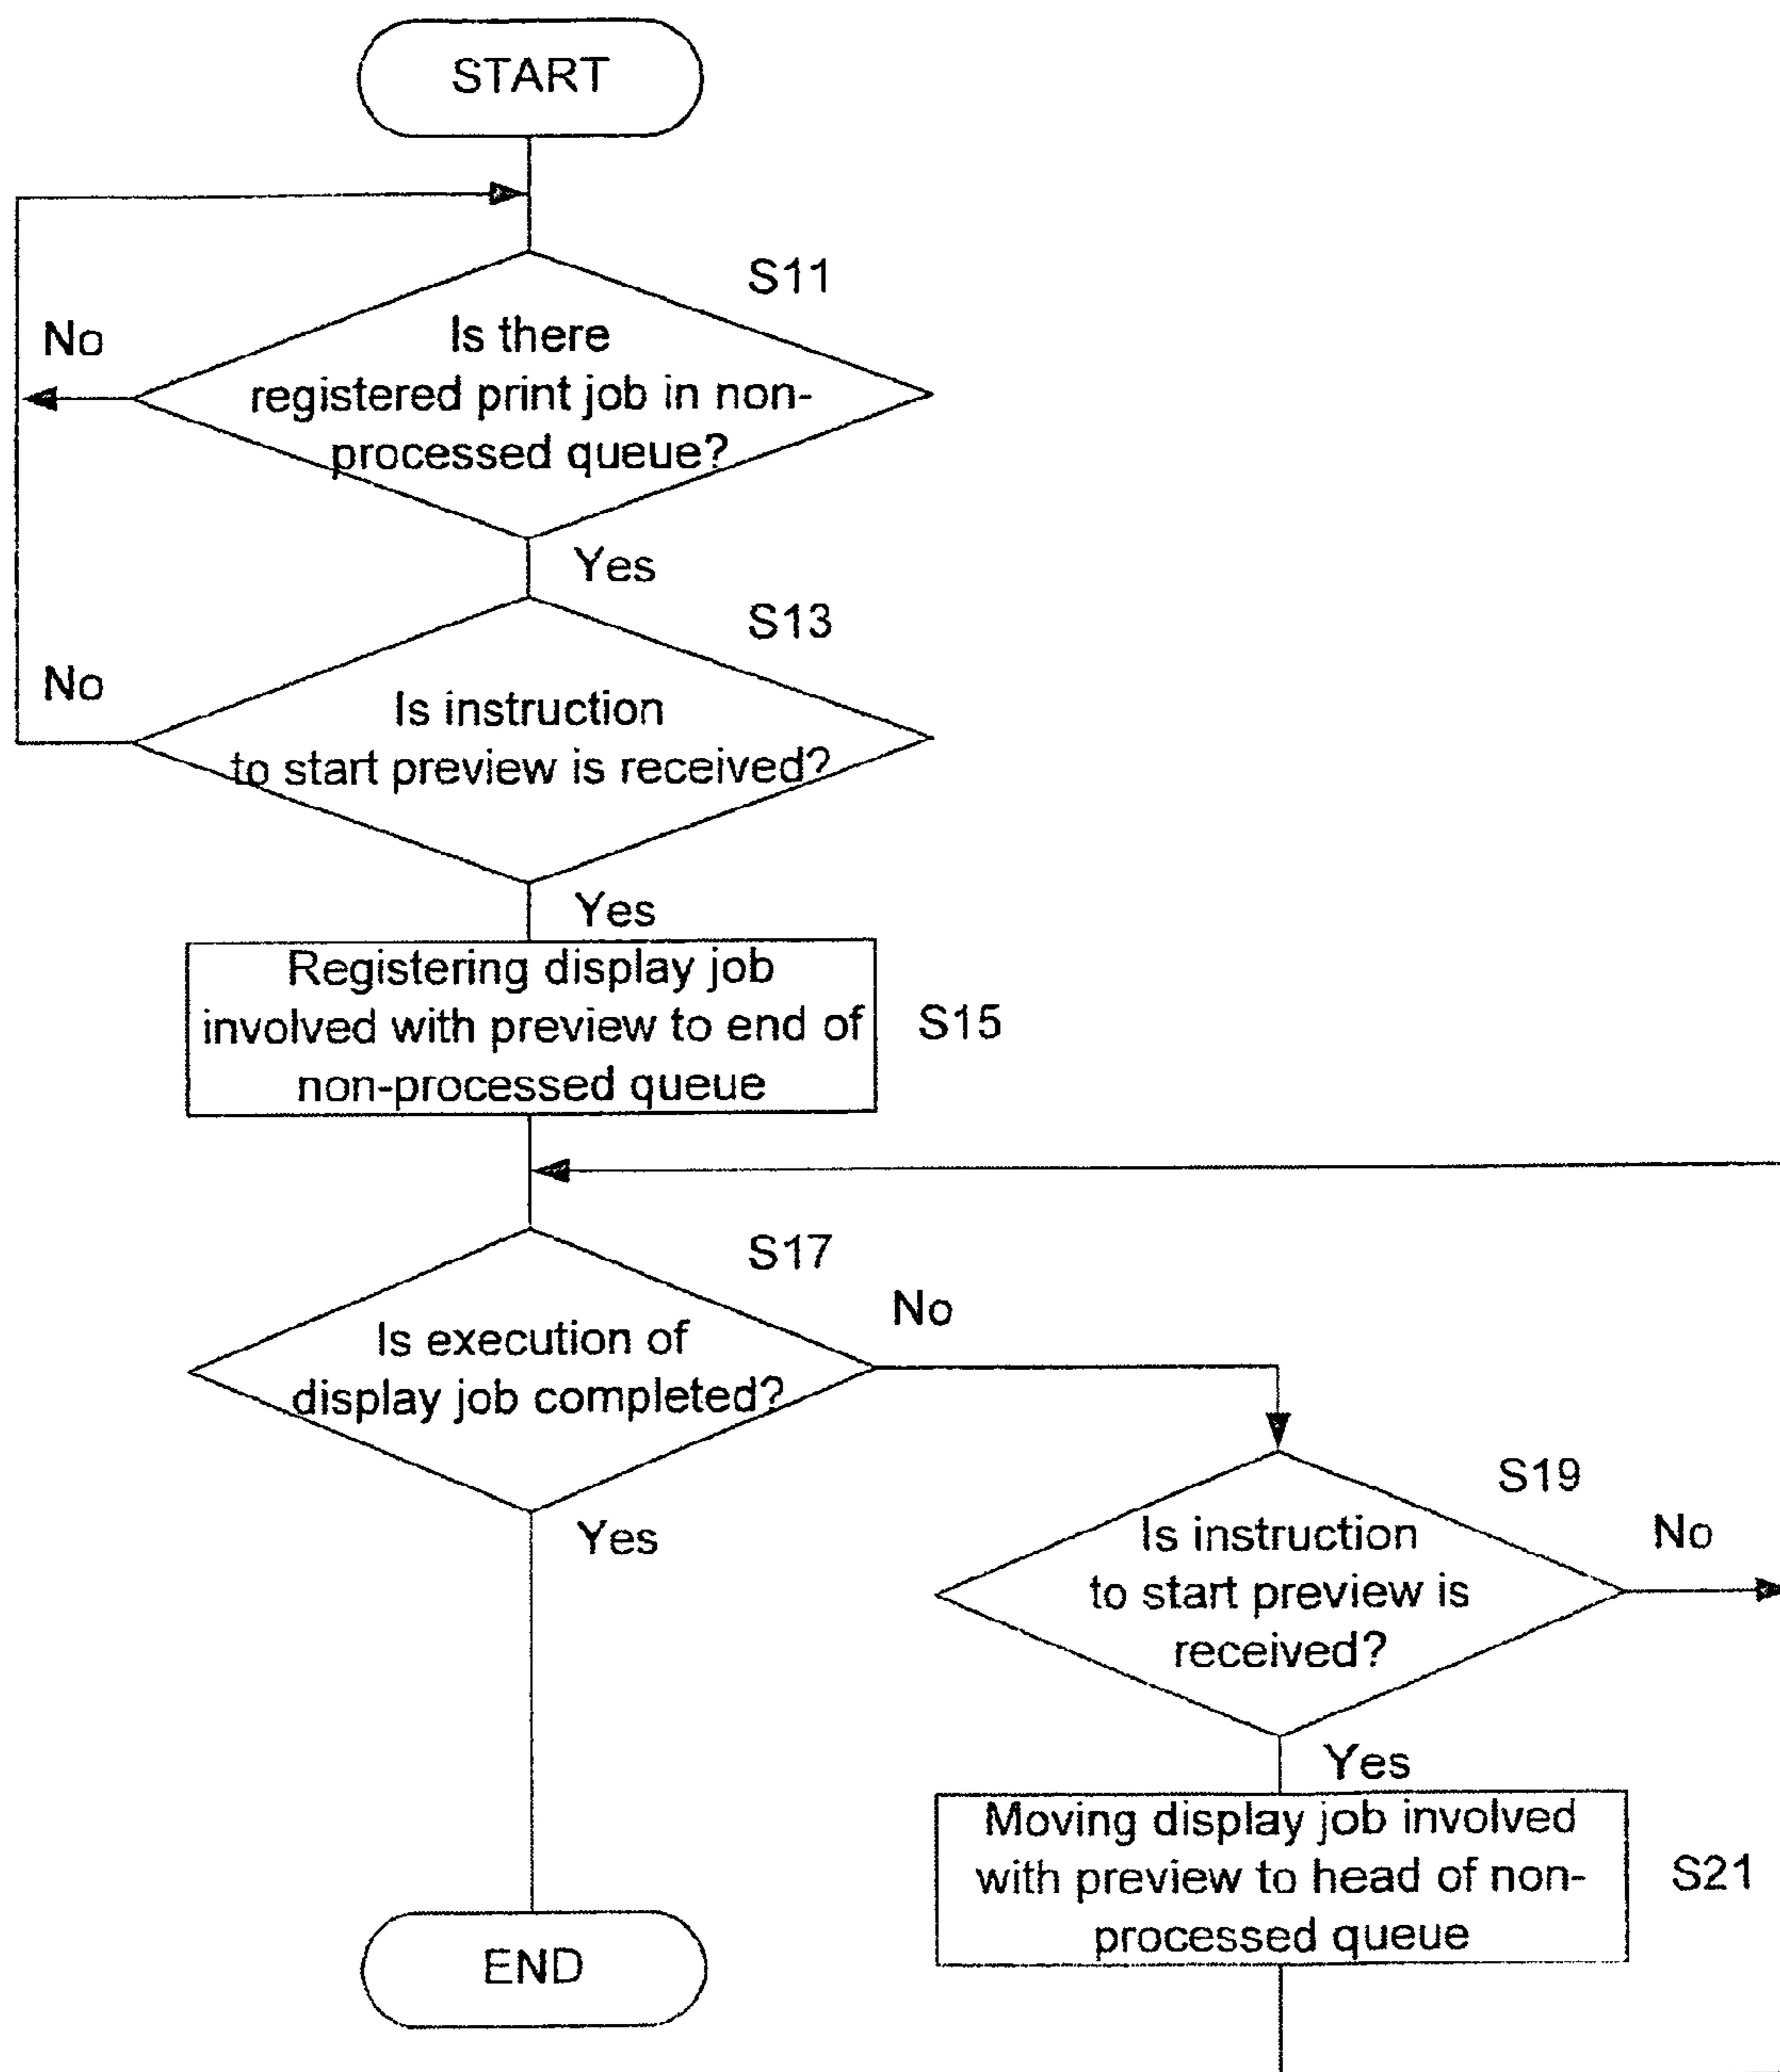 START
S11
No
Is there
registered print job in non-
processed queue?
Yes
S13
No
Is instruction
to start preview is received?
Yes
Registering display job
involved with preview to end of
non-processed queue
S15
S17
No
Is execution of
display job completed?
Yes
S19
No
Is instruction
to start preview is
received?
Yes
Moving display job involved
with preview to head of non-
processed queue
S21
END